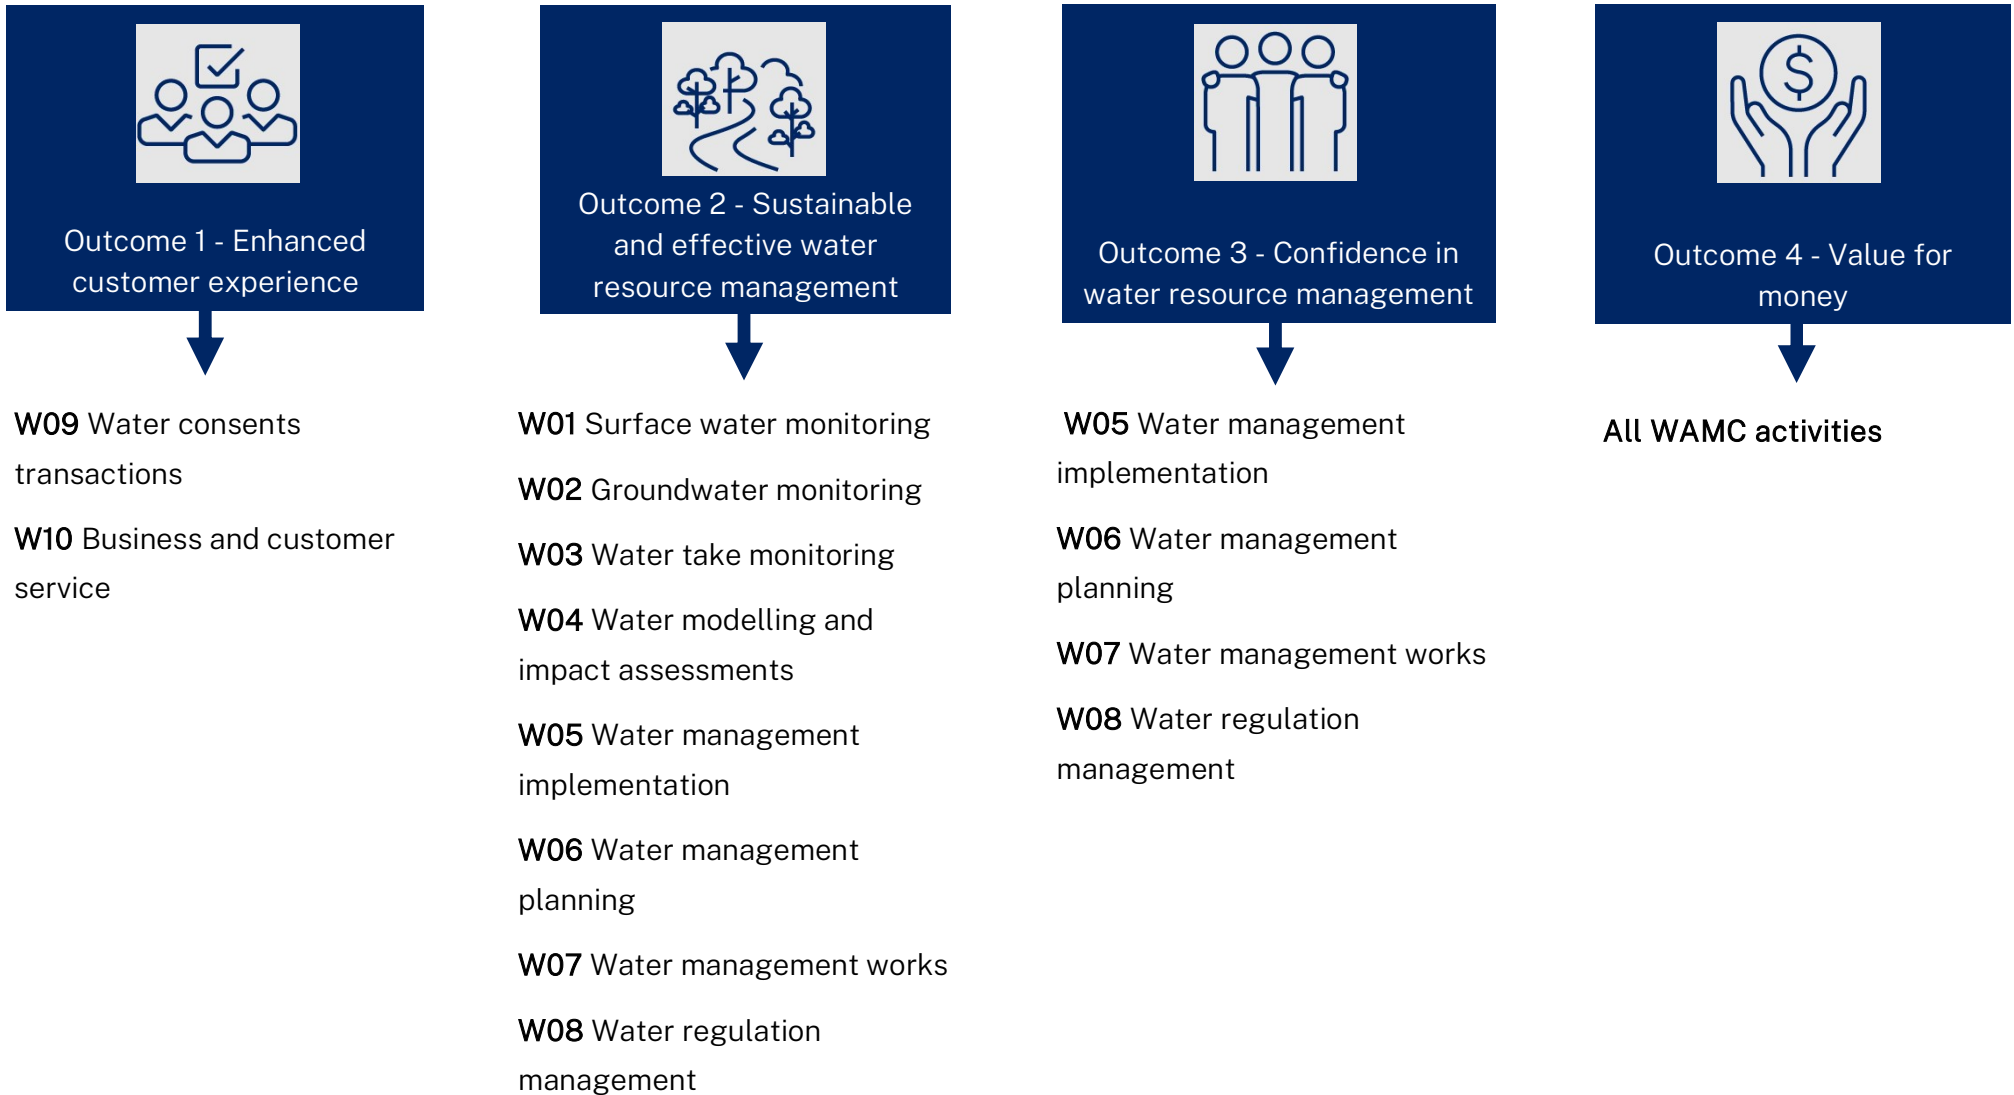 Outcome 1 - Enhanced
customer experience
W09 Water consents
transactions
W10 Business and customer
service
Outcome 2 - Sustainable
and effective water
resource management
W01 Surface water monitoring
W02 Groundwater monitoring
W03 Water take monitoring
W04 Water modelling and
impact assessments
W05 Water management
implementation
W06 Water management
planning
W07 Water management works
W08 Water regulation
management
Outcome 3 - Confidence in
water resource management
W05 Water management
implementation
W06 Water management
planning
W07 Water management works
W08 Water regulation
management
$
Outcome 4 - Value for
money
All WAMC activities